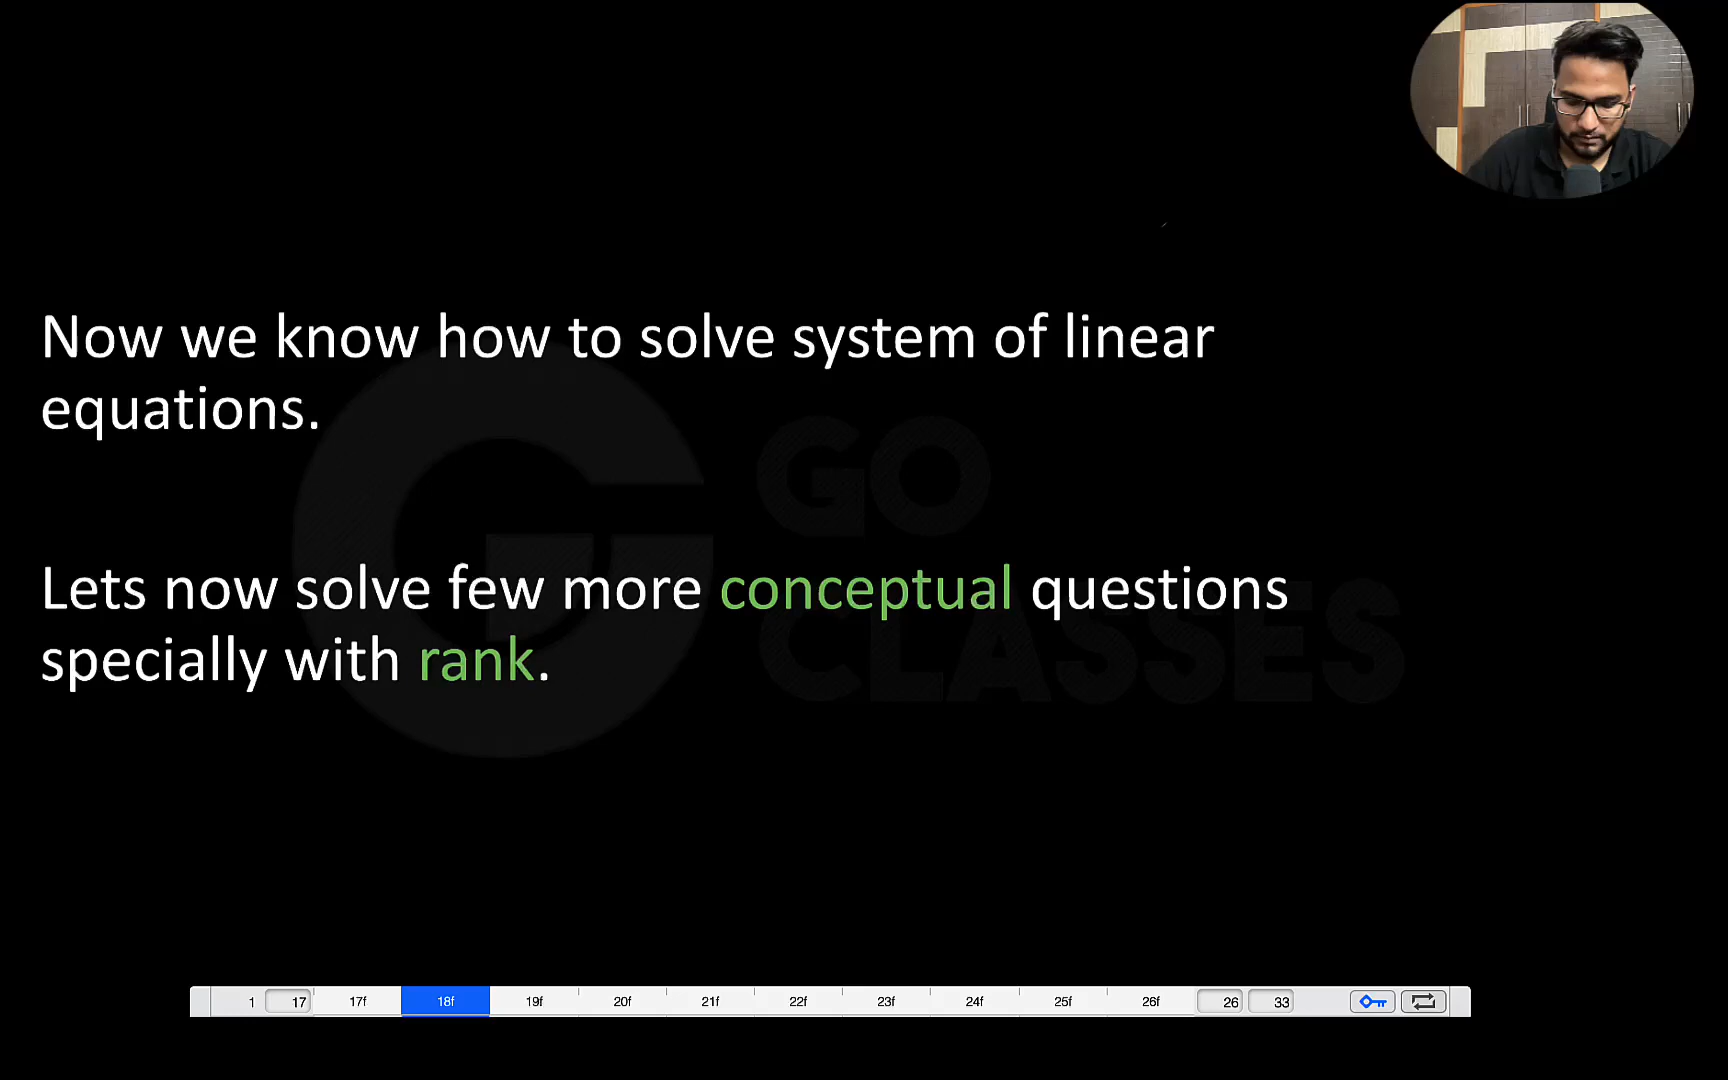 Now we know how to solve system of linear
equations.
GO
Lets now solve few more conceptual questions
CLASSES
specially with rank.
1 17 17f 18f 19f 20f 21f 22f 23f 24f 25f 26f 26 33